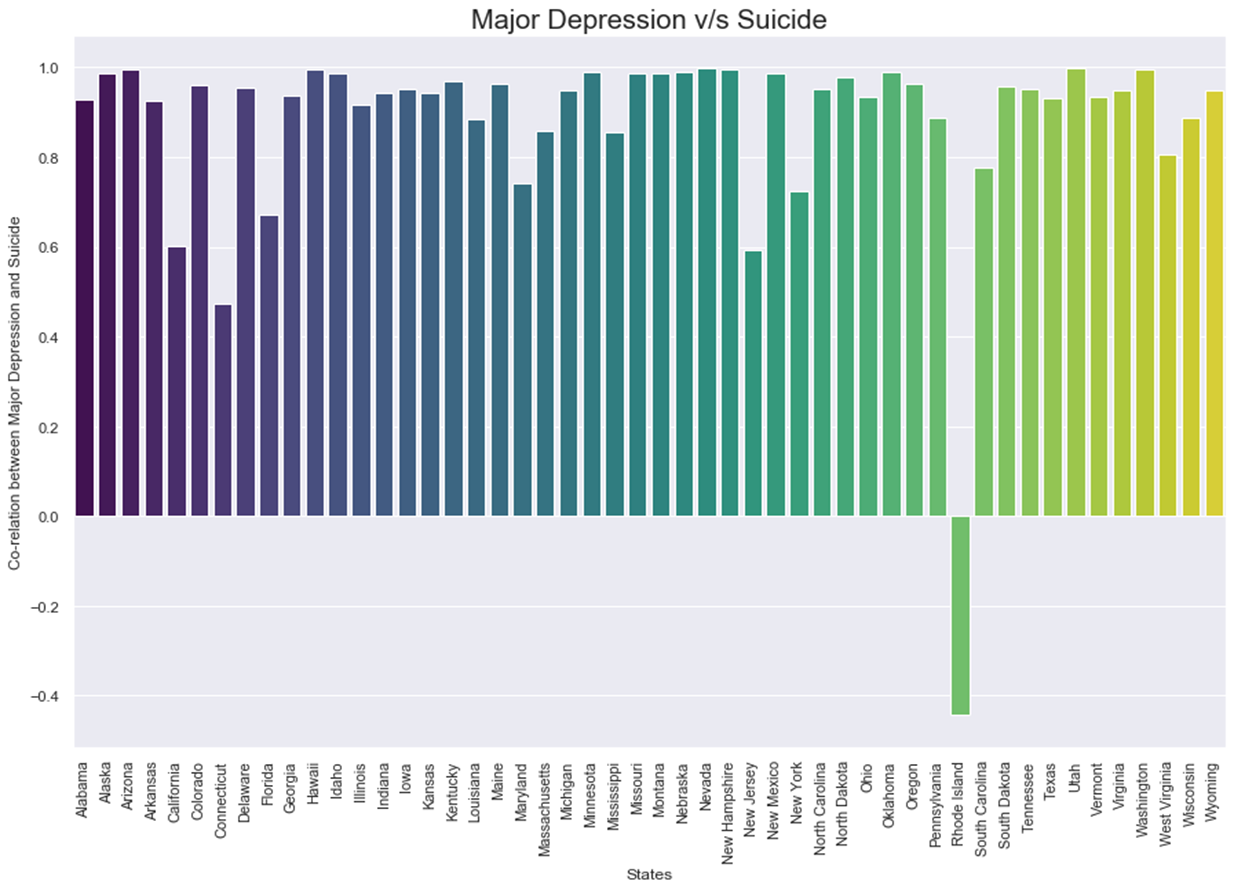 Major Depression v/s Suicide
Co-relation between Major Depression and Suicide
1.0
0.8
0.6
0.4
0.2
0.0
−0.2
−0.4
Alabama
Alaska
Arizona
Arkansas
California
Colorado
Connecticut
Delaware
Florida
Georgia
Hawaii
Idaho
Illinois
Indiana
Iowa
Kansas
Kentucky
Louisiana
Maine
Maryland
Massachusetts
Michigan
Minnesota
Mississippi
Missouri
Montana
Nebraska
Nevada
New Hampshire
New Jersey
New Mexico
New York
North Carolina
North Dakota
Ohio
Oklahoma
Oregon
Pennsylvania
Rhode Island
South Carolina
South Dakota
Tennessee
Texas
Utah
Vermont
Virginia
Washington
West Virginia
Wisconsin
Wyoming
States